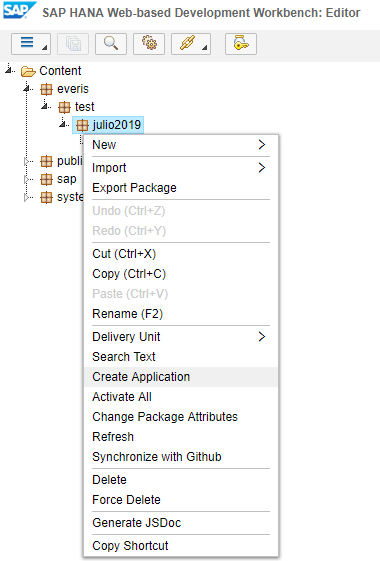 SAP SAP HANA Web-based Development Workbench: Editor
Content
everis
test
julio2019
New
publi
Import
sap
Export Package
syste
Undo (Ctrl+Z)
Redo (Ctrl+Y)
Cut (Ctrl+X)
Copy (Ctrl+C)
Paste (Ctrl+V)
Rename (F2)
Delivery Unit
Search Text
Create Application
Activate All
Change Package Attributes
Refresh
Synchronize with Github
Delete
Force Delete
Generate JSDoc
Copy Shortcut